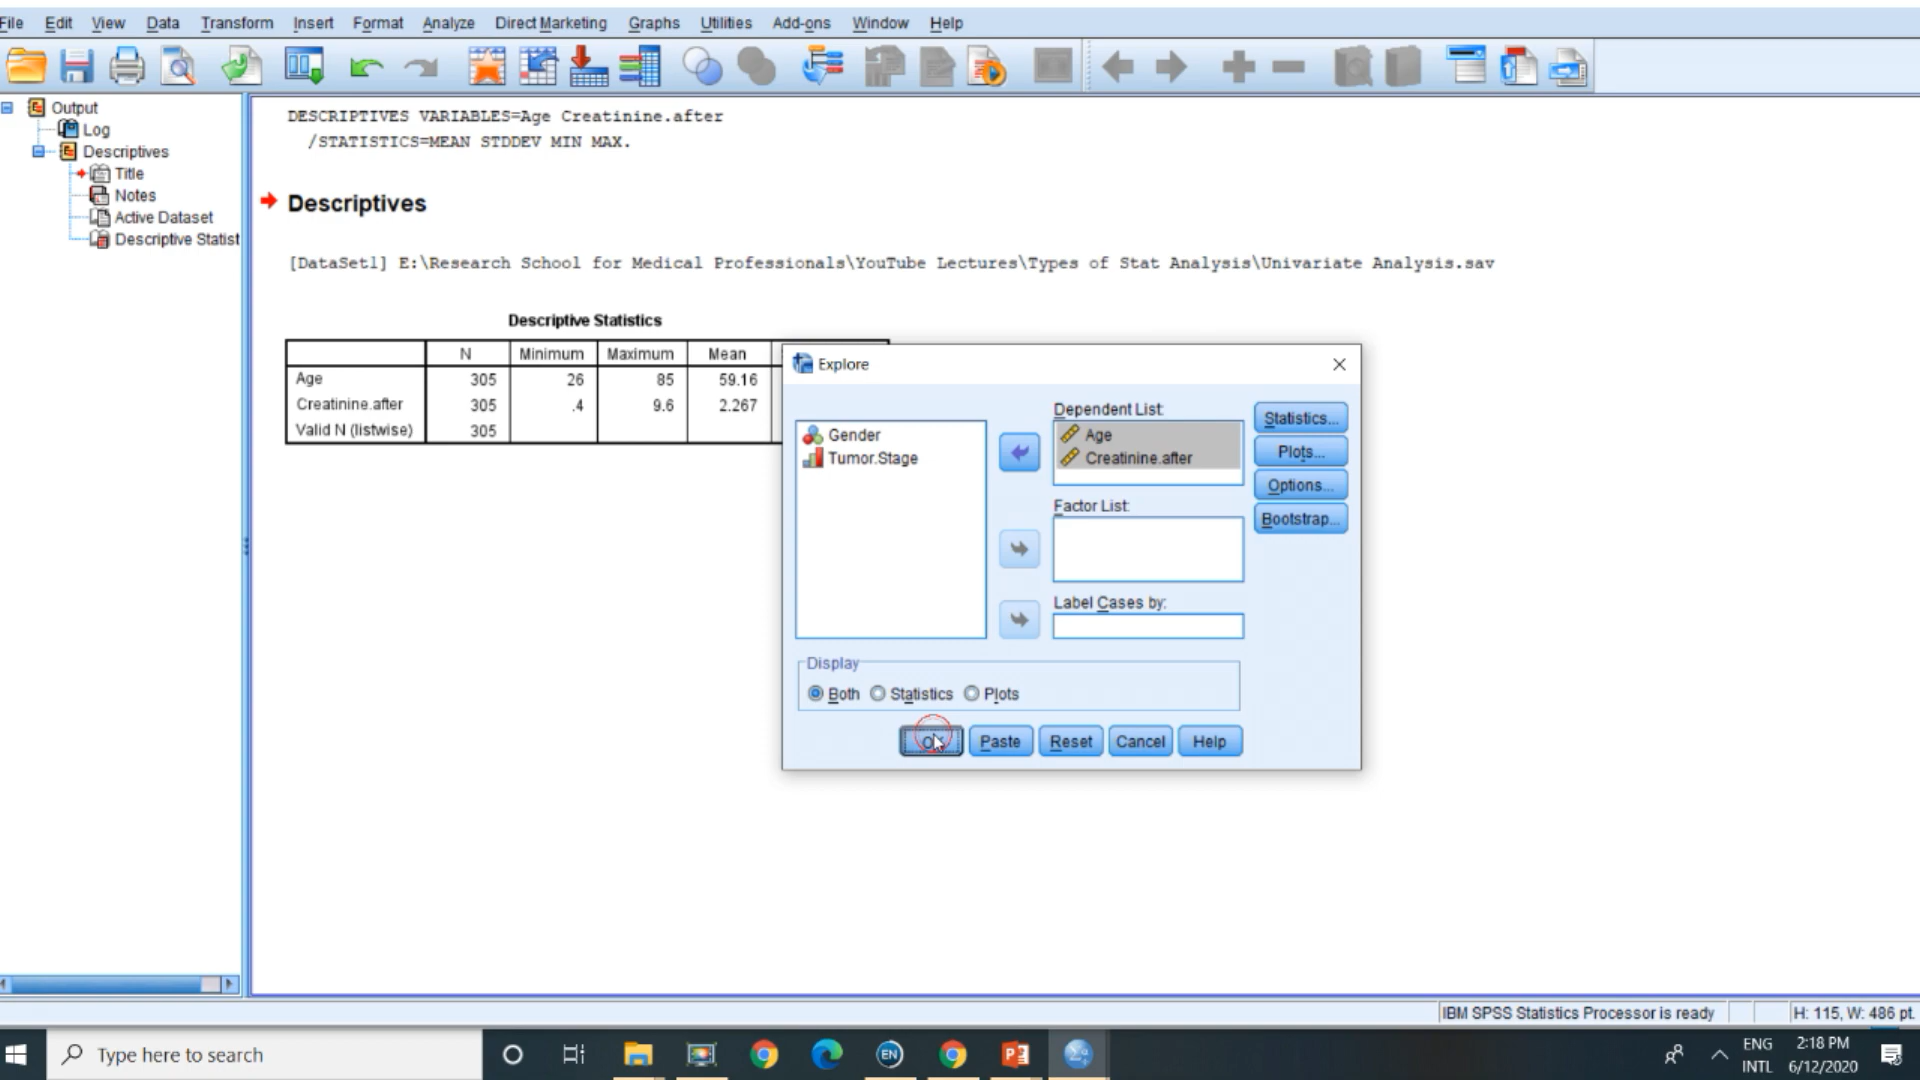 File Edit View Data Transform Insert Format Analyze Direct Marketing Graphs Utilities Add-ons Window Help
Output
Log
Descriptives
Title
Notes
Active Dataset
Descriptive Statist
DESCRIPTIVES VARIABLES=Age Creatinine.after
/STATISTICS=MEAN STDDEV MIN MAX.
Descriptives
[DataSet1] E:\Research School for Medical Professionals\YouTube Lectures\Types of Stat Analysis\Univariate Analysis.sav
Descriptive Statistics
N Minimum Maximum Mean
Age 305 26 85 59.16
Creatinine.after 305 .4 9.6 2.267
Valid N (listwise) 305
Explore
Gender
Tumor.Stage
Dependent List:
Age
Creatinine.after
Factor List:
Label Cases by:
Statistics...
Plots...
Options...
Bootstrap...
Display
Both Statistics Plots
Paste Reset Cancel Help
IBM SPSS Statistics Processor is ready H: 115, W: 486 pt.
Type here to search
EN
ENG
INTL
2:18 PM
6/12/2020